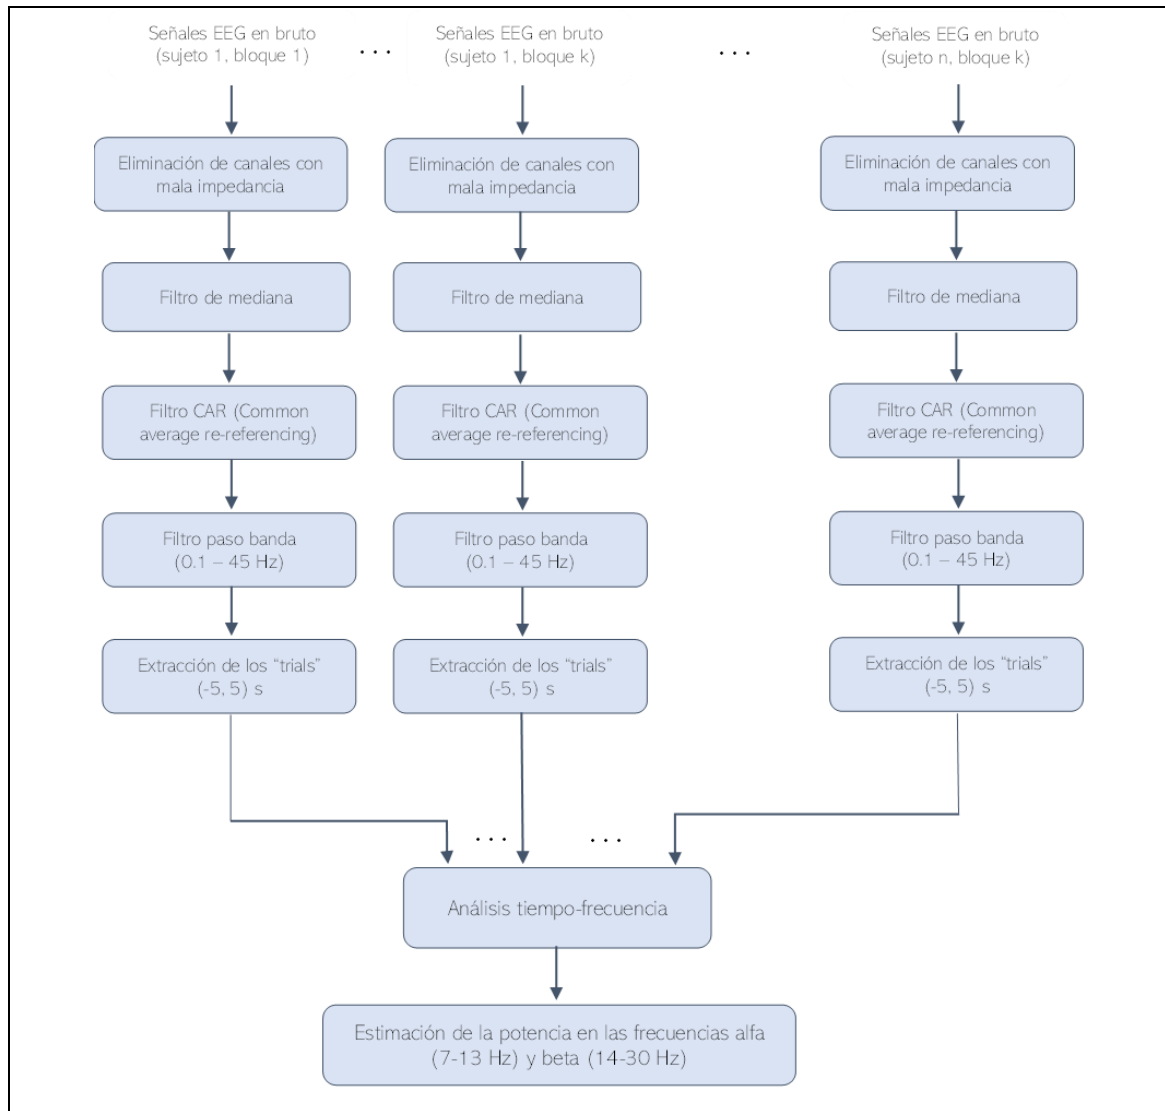 Señales EEG en bruto
(sujeto 1, bloque 1)
...
Señales EEG en bruto
(sujeto 1, bloque k)
...
Señales EEG en bruto
(sujeto n, bloque k)
Eliminación de canales con
mala impedancia
Eliminación de canales con
mala impedancia
Eliminación de canales con
mala impedancia
Filtro de mediana
Filtro de mediana
Filtro de mediana
Filtro CAR (Common
average re-referencing)
Filtro CAR (Common
average re-referencing)
Filtro CAR (Common
average re-referencing)
Filtro paso banda
(0.1 – 45 Hz)
Filtro paso banda
(0.1 – 45 Hz)
Filtro paso banda
(0.1 – 45 Hz)
Extracción de los “trials”
(-5, 5) s
Extracción de los “trials”
(-5, 5) s
Extracción de los “trials”
(-5, 5) s
...
...
Análisis tiempo-frecuencia
Estimación de la potencia en las frecuencias alfa
(7-13 Hz) y beta (14-30 Hz)